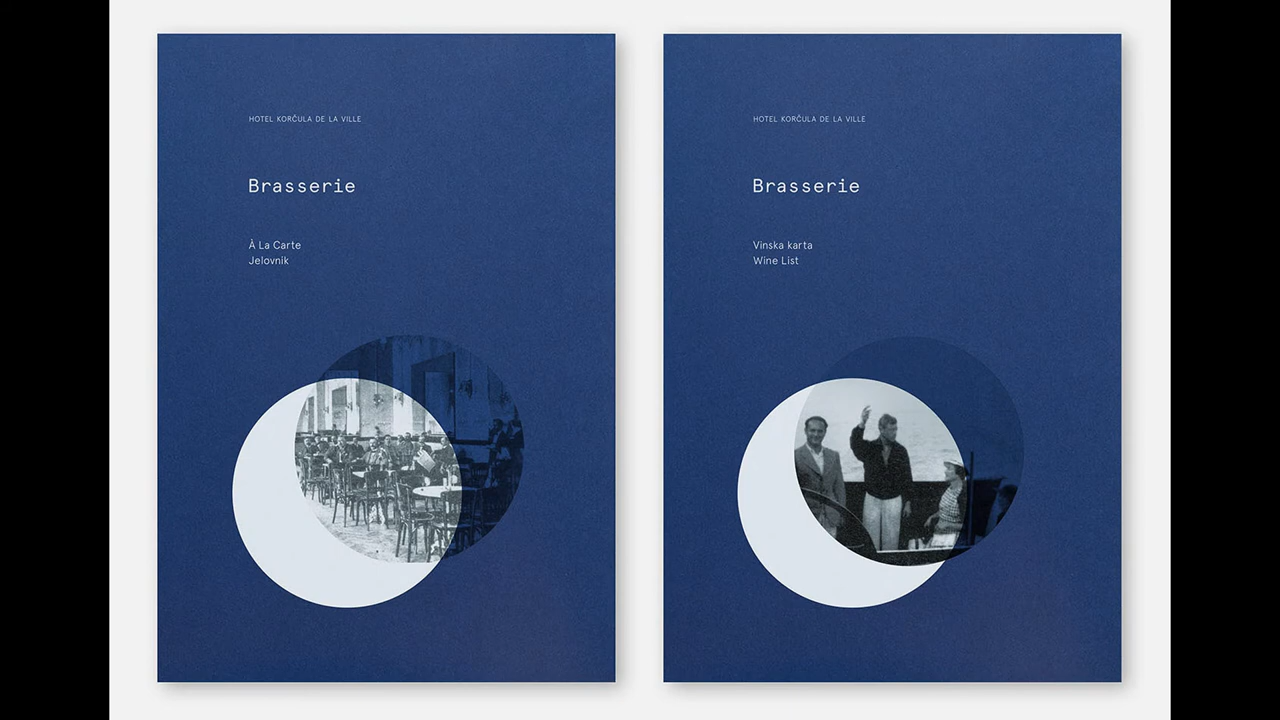 HOTEL KORČULA DE LA VILLE
Brasserie
À La Carte
Jelovnik
HOTEL KORČULA DE LA VILLE
Brasserie
Vinska karta
Wine List